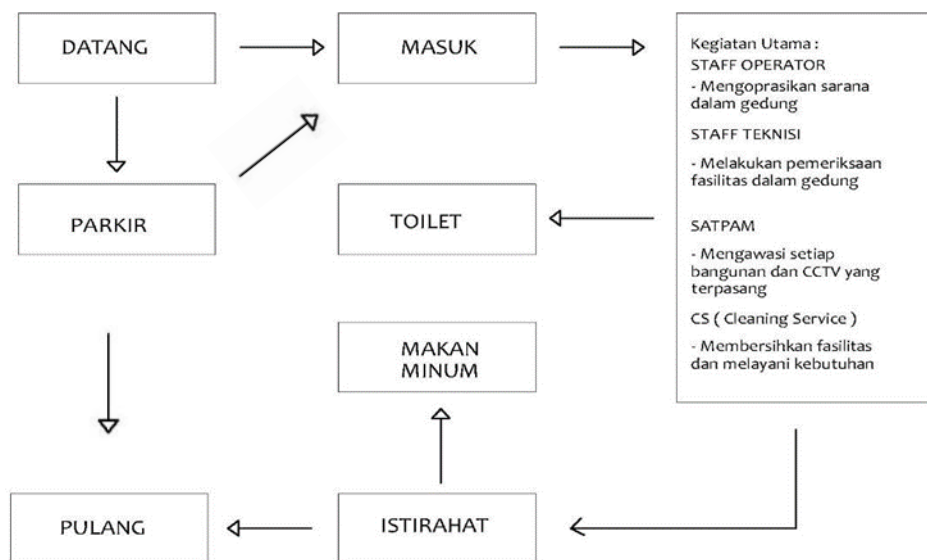 DATANG
MASUK
Kegiatan Utama :
STAFF OPERATOR
- Mengoprasikan sarana
dalam gedung
STAFF TEKNISI
- Melakukan pemeriksaan
fasilitas dalam gedung
SATPAM
- Mengawasi setiap
bangunan dan CCTV yang
terpasang
CS ( Cleaning Service )
- Membersihkan fasilitas
dan melayani kebutuhan
PARKIR
TOILET
MAKAN
MINUM
PULANG
ISTIRAHAT